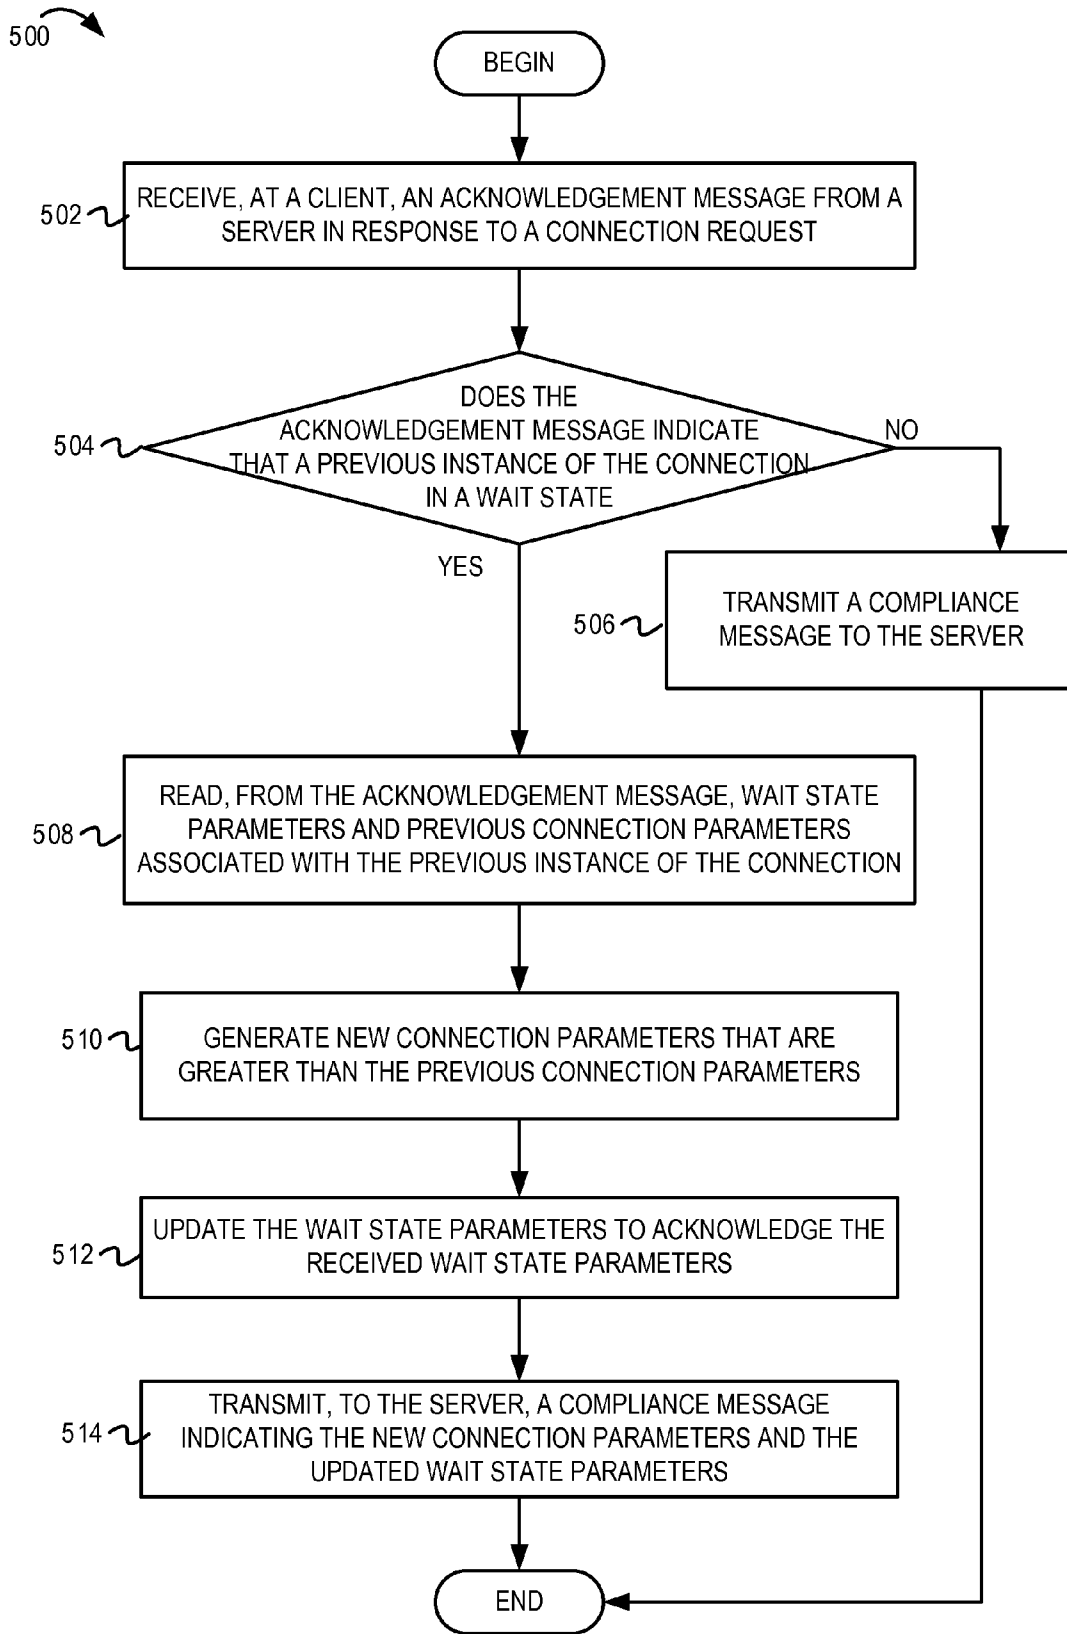 500
BEGIN
502
RECEIVE, AT A CLIENT, AN ACKNOWLEDGEMENT MESSAGE FROM A
SERVER IN RESPONSE TO A CONNECTION REQUEST
504
DOES THE
ACKNOWLEDGEMENT MESSAGE INDICATE
THAT A PREVIOUS INSTANCE OF THE CONNECTION
IN A WAIT STATE
NO
YES
506
TRANSMIT A COMPLIANCE
MESSAGE TO THE SERVER
508
READ, FROM THE ACKNOWLEDGEMENT MESSAGE, WAIT STATE
PARAMETERS AND PREVIOUS CONNECTION PARAMETERS
ASSOCIATED WITH THE PREVIOUS INSTANCE OF THE CONNECTION
510
GENERATE NEW CONNECTION PARAMETERS THAT ARE
GREATER THAN THE PREVIOUS CONNECTION PARAMETERS
512
UPDATE THE WAIT STATE PARAMETERS TO ACKNOWLEDGE THE
RECEIVED WAIT STATE PARAMETERS
514
TRANSMIT, TO THE SERVER, A COMPLIANCE MESSAGE
INDICATING THE NEW CONNECTION PARAMETERS AND THE
UPDATED WAIT STATE PARAMETERS
END